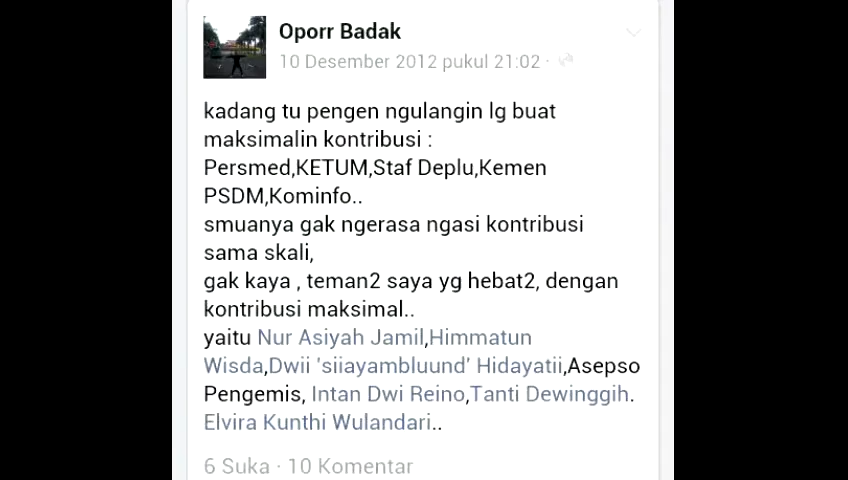 Oporr Badak
10 Desember 2012 pukul 21:02 ·
kadang tu pengen ngulangin lg buat
maksimalin kontribusi :
Persmed,KETUM,Staf Deplu,Kemen
PSDM,Kominfo..
smuanya gak ngerasa ngasi kontribusi
sama skali,
gak kaya , teman2 saya yg hebat2, dengan
kontribusi maksimal..
yaitu Nur Asiyah Jamil,Himmatun
Wisda,Dwii 'siiayambluund' Hidayatii,Asepso
Pengemis, Intan Dwi Reino,Tanti Dewinggih.
Elvira Kunthi Wulandari..
6 Suka · 10 Komentar